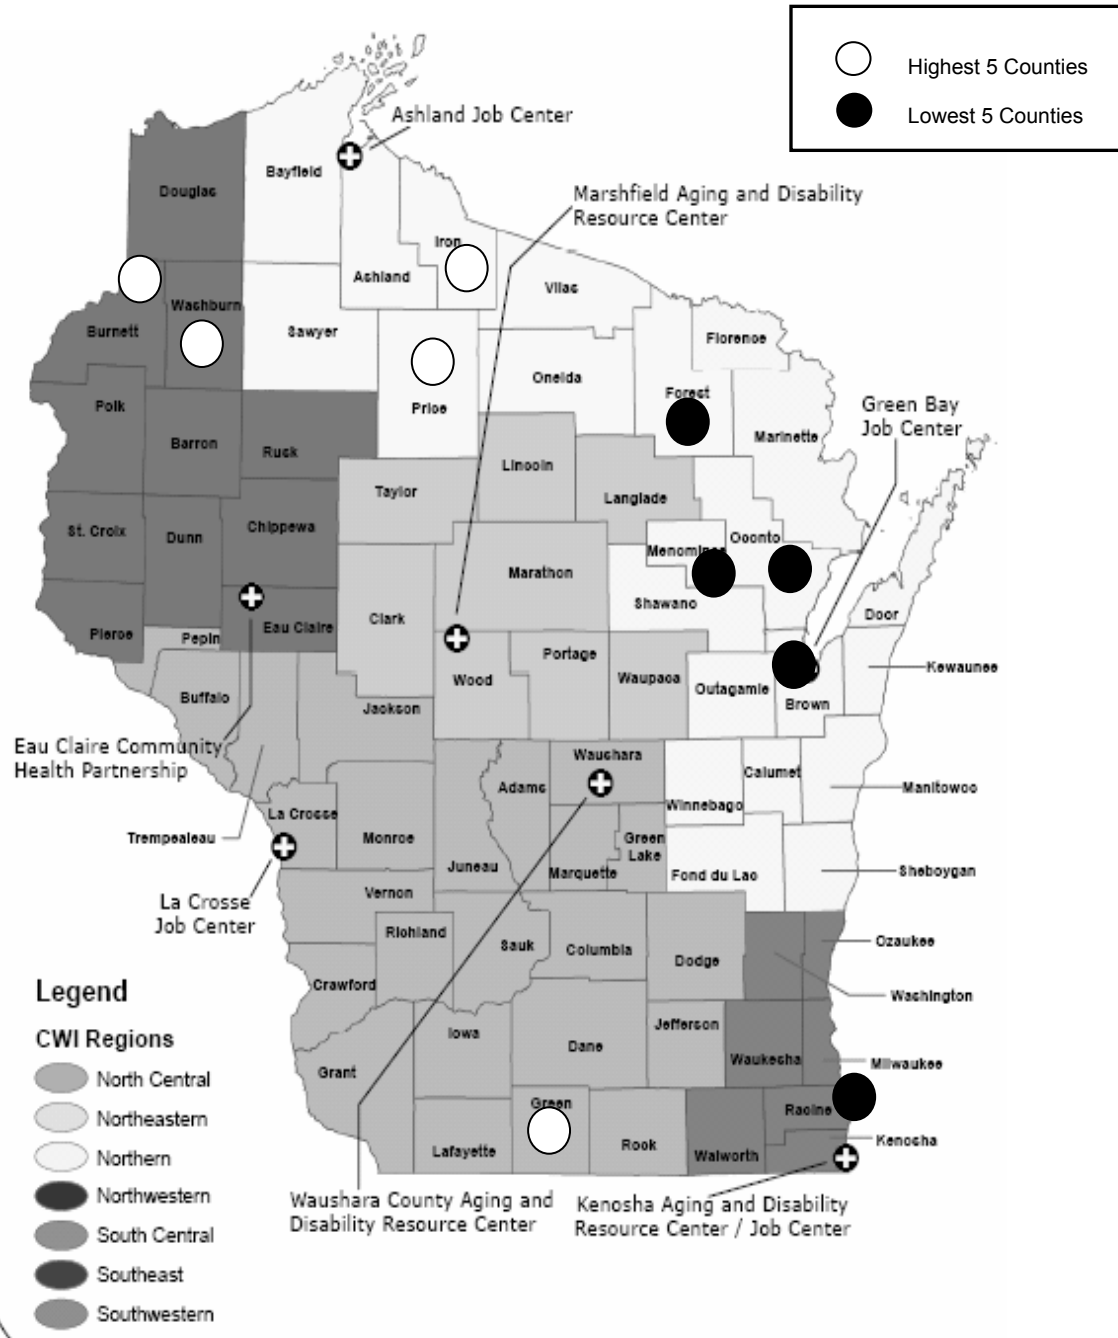 Highest 5 Counties
Lowest 5 Counties
Ashland Job Center
Marshfield Aging and Disability
Resource Center
Bayfield
Douglas
Iron
Ashland
Vilas
Washburn
Burnett
Sawyer
Florence
Oneida
Forest
Price
Polk
Green Bay
Job Center
Marinette
Barron
Rusk
Lincoln
Taylor
Langlade
St. Croix
Dunn
Chippewa
Oconto
Menominee
Marathon
Shawano
Clark
Door
Pierce
Pepin
Eau Claire
Portage
Wood
Waupaca
Outagamie
Kewaunee
Buffalo
Brown
Jackson
Eau Claire Community
Health Partnership
Waushara
Adams
Calumet
Manitowoc
Winnebago
La Crosse
Trempealeau
Monroe
Green
Lake
Juneau
Marquette
Fond du Lac
Sheboygan
Vernon
La Crosse
Job Center
Richland
Sauk
Columbia
Dodge
Ozaukee
Crawford
Washington
Legend
CWI Regions
North Central
Northeastern
Northern
Northwestern
South Central
Southeast
Southwestern
Iowa
Jefferson
Dane
Grant
Waukesha
Milwaukee
Green
Racine
Rock
Kenosha
Lafayette
Walworth
Waushara County Aging and
Disability Resource Center
Kenosha Aging and Disability
Resource Center / Job Center